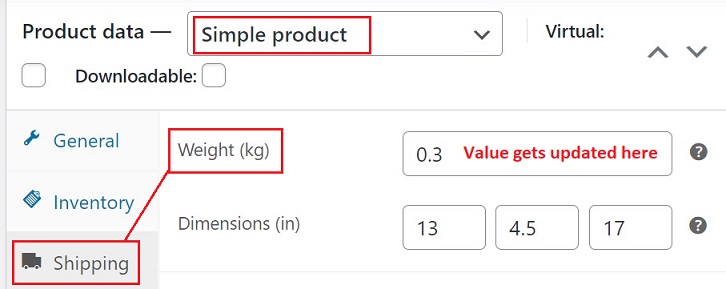 Product data — Simple product Virtual:
Downloadable:
General
Weight (kg) 0.3 Value gets updated here ?
Inventory
Dimensions (in) 13 4.5 17 ?
Shipping